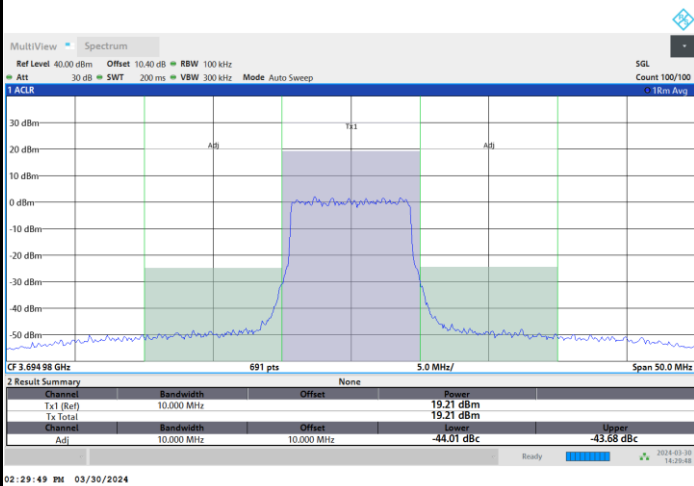 MultiView Spectrum
Ref Level 40.00 dBm Offset 10.40 dB RBW 100 kHz SGL
Att 30 dB SWT 200 ms VBW 300 kHz Mode Auto Sweep Count 100/100
1 ACLR 1Rm Avg
30 dBm
Tx1
20 dBm
Adj Adj
10 dBm
0 dBm
-10 dBm
-20 dBm
-30 dBm
-40 dBm
-50 dBm
CF 3.694 98 GHz 691 pts 5.0 MHz/ Span 50.0 MHz
2 Result Summary None
Channel Bandwidth Offset Power
Tx1 (Ref) 10.000 MHz 19.21 dBm
Tx Total 19.21 dBm
Channel Bandwidth Offset Lower Upper
Adj 10.000 MHz 10.000 MHz -44.01 dBc -43.68 dBc
Ready 2024-03-30
14:29:48
02:29:49 PM 03/30/2024